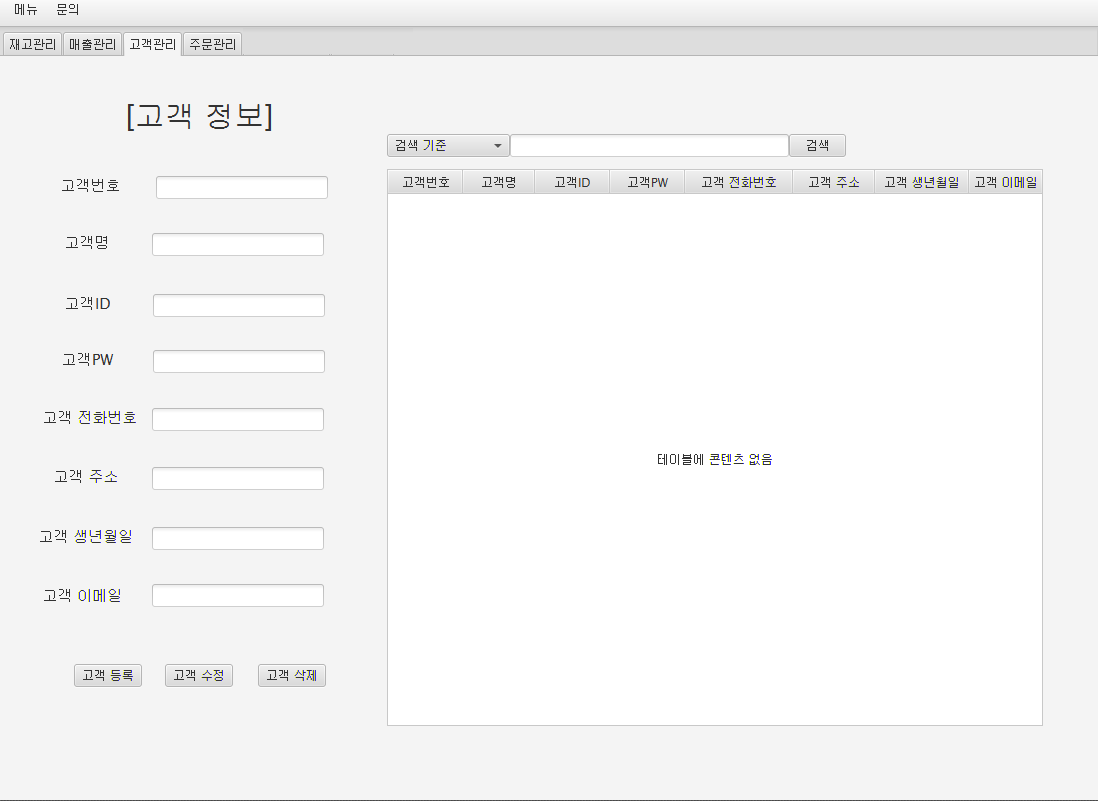 메뉴 문의
재고관리 매출관리 고객관리 주문관리
[고객 정보]
검색 기준 검색
고객번호 고객명 고객ID 고객PW 고객 전화번호 고객 주소 고객 생년월일 고객 이메일
고객번호
고객명
고객ID
고객PW
고객 전화번호
테이블에 콘텐츠 없음
고객 주소
고객 생년월일
고객 이메일
고객 등록 고객 수정 고객 삭제